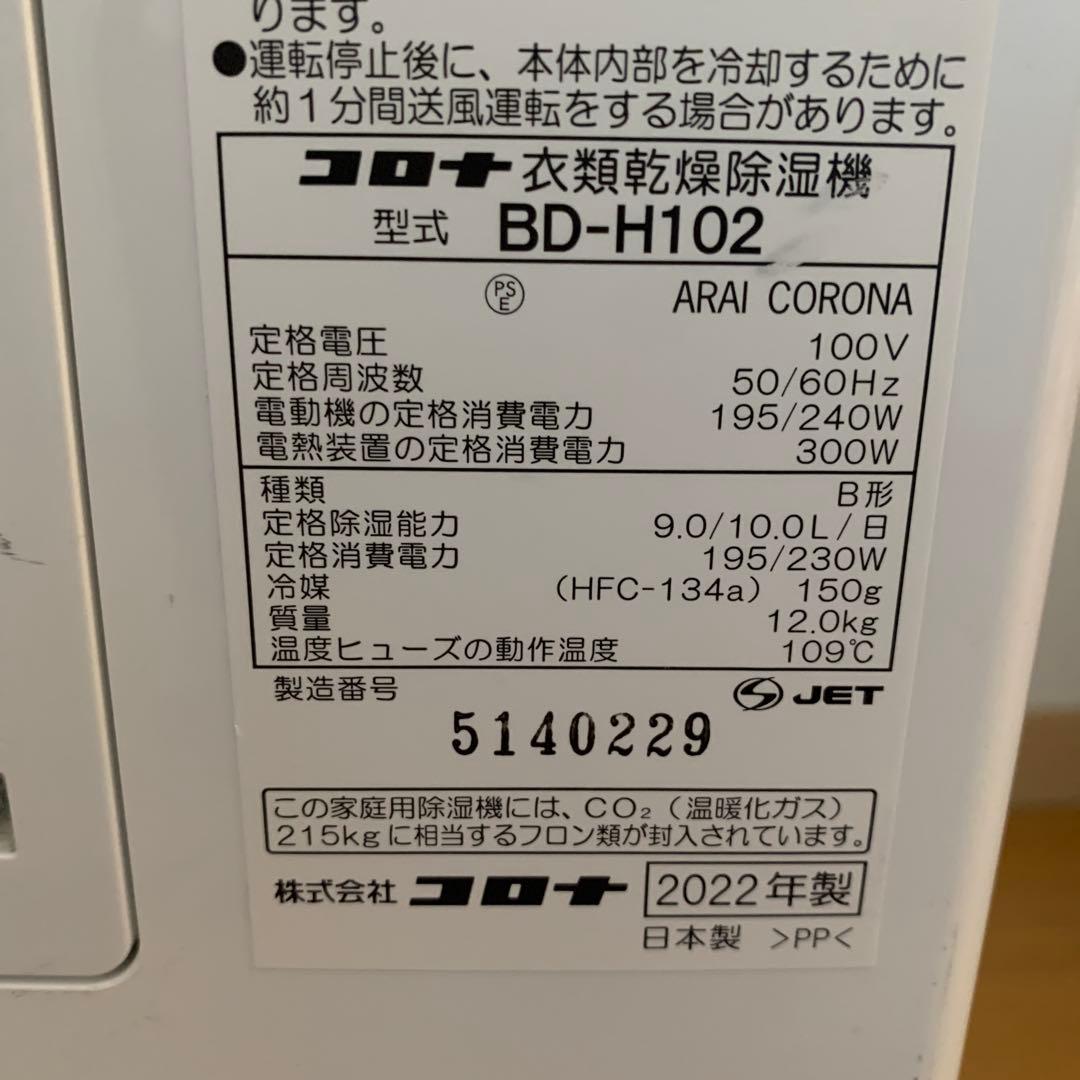 ります。
●運転停止後に、本体内部を冷却するために
約1分間送風運転をする場合があります。
コロナ 衣類乾燥除湿機
型式 BD-H102
PSE ARAI CORONA
定格電圧 100V
定格周波数 50/60Hz
電動機の定格消費電力 195/240W
電熱装置の定格消費電力 300W
種類 B形
定格除湿能力 9.0/10.0L/日
定格消費電力 195/230W
冷媒 (HFC-134a) 150g
質量 12.0kg
温度ヒューズの動作温度 109℃
製造番号 JET
5140229
この家庭用除湿機には、CO₂(温暖化ガス)
215kgに相当するフロン類が封入されています。
株式会社 コロナ 2022年製
日本製 >PP<